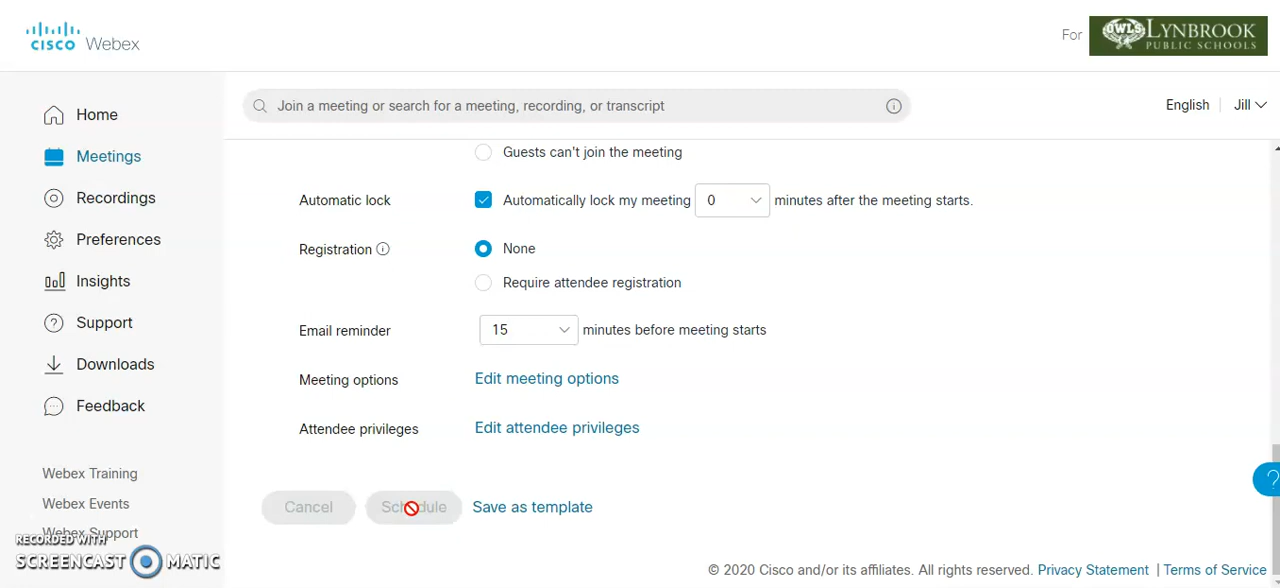 CISCO Webex
For
OWLS LYNBROOK
PUBLIC SCHOOLS
Join a meeting or search for a meeting, recording, or transcript
English
Jill
Home
Meetings
Recordings
Preferences
Insights
Support
Downloads
Feedback
Webex Training
Webex Events
Webex Support
RECORDED WITH
SCREENCAST MATIC
Guests can't join the meeting
Automatic lock
Automatically lock my meeting 0 minutes after the meeting starts.
Registration
None
Require attendee registration
Email reminder
15 minutes before meeting starts
Meeting options
Edit meeting options
Attendee privileges
Edit attendee privileges
Cancel
Schedule
Save as template
© 2020 Cisco and/or its affiliates. All rights reserved. Privacy Statement | Terms of Service